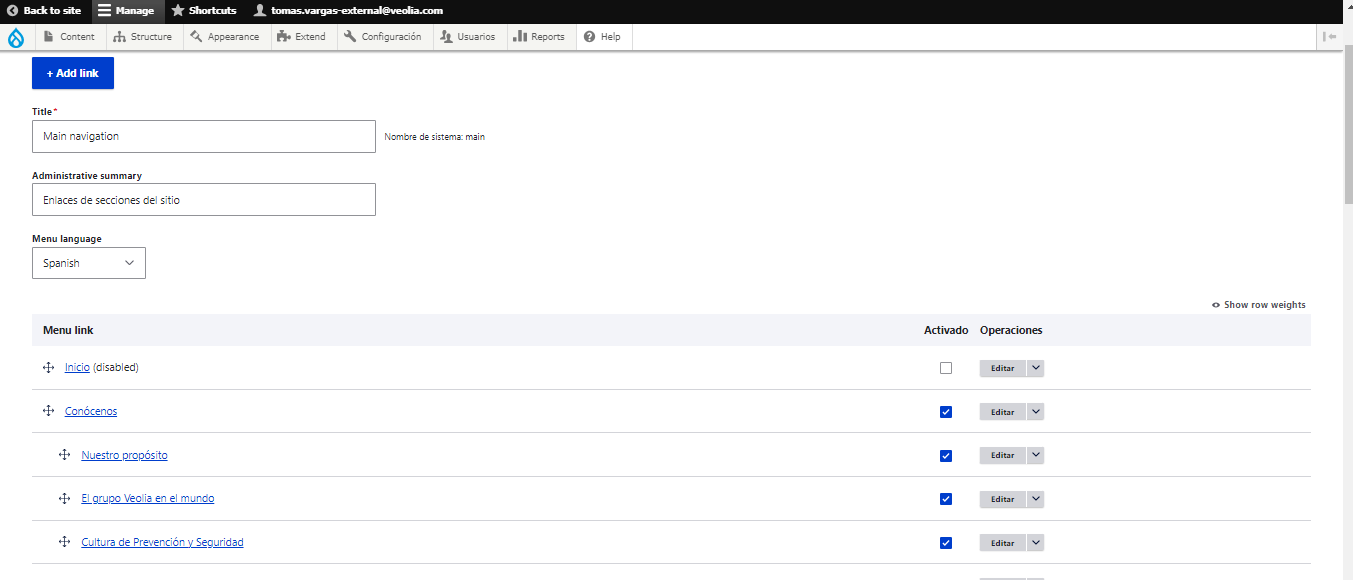 Back to site Manage Shortcuts tomas.vargas-external@veolia.com
Content Structure Appearance Extend Configuración Usuarios Reports Help
+ Add link
Title*
Main navigation Nombre de sistema: main
Administrative summary
Enlaces de secciones del sitio
Menu language
Spanish
Show row weights
Menu link Activado Operaciones
Inicio (disabled) Editar
Conócenos Editar
Nuestro propósito Editar
El grupo Veolia en el mundo Editar
Cultura de Prevención y Seguridad Editar